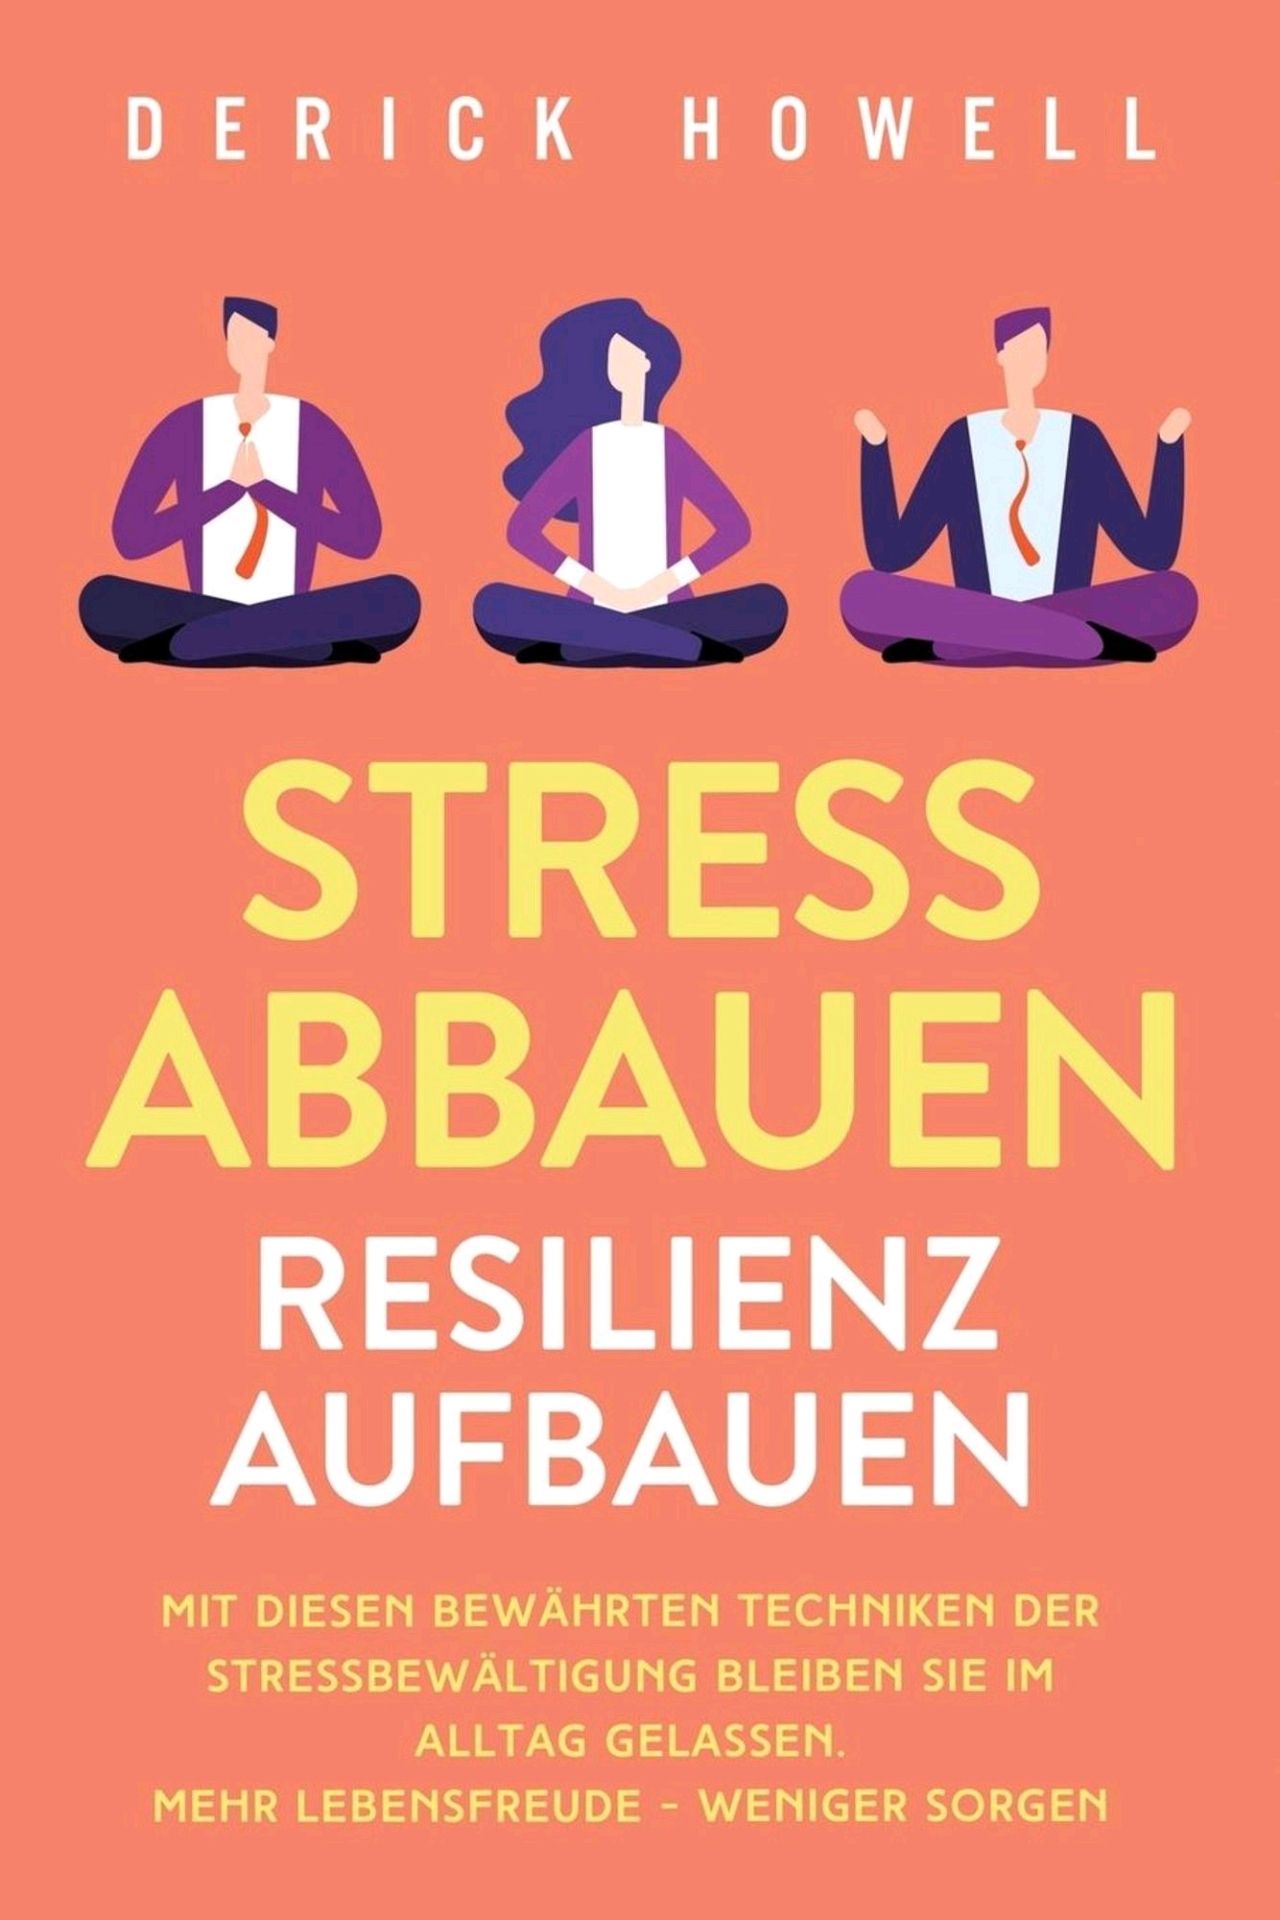 DERICK HOWELL
STRESS
ABBAUEN
RESILIENZ
AUFBAUEN
MIT DIESEN BEWÄHRTEN TECHNIKEN DER
STRESSBEWÄLTIGUNG BLEIBEN SIE IM
ALLTAG GELASSEN.
MEHR LEBENSFREUDE - WENIGER SORGEN